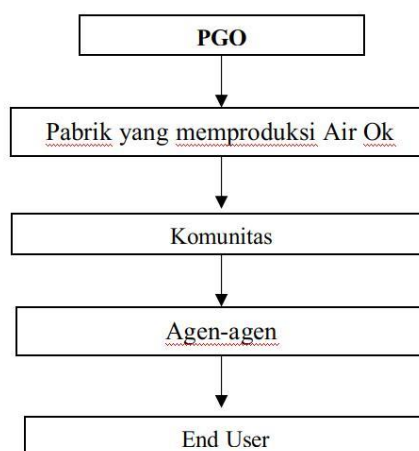 PGO
Pabrik yang memproduksi Air Ok
Komunitas
Agen-agen
End User